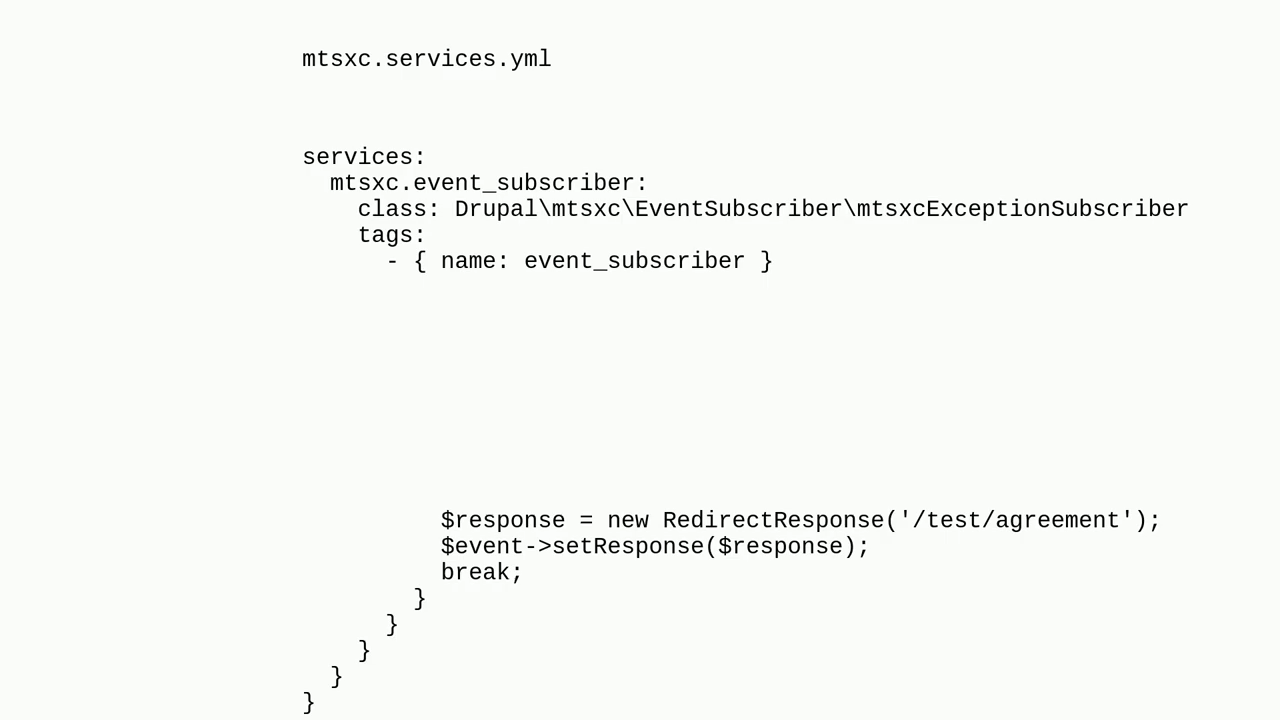 mtsxc.services.yml
services:
  mtsxc.event_subscriber:
    class: Drupal\mtsxc\EventSubscriber\mtsxcExceptionSubscriber
    tags:
      - { name: event_subscriber }
          $response = new RedirectResponse('/test/agreement');
          $event->setResponse($response);
          break;
        }
      }
    }
  }
}